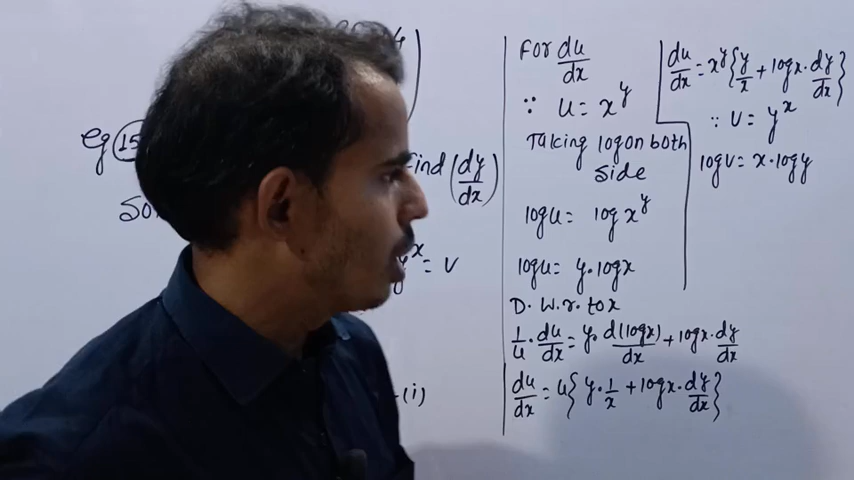 Eg 15
find (dy/dx)
Sol
y^x = v
(i)
For du/dx
∵ u = x^y
Taking log on both
side
log u = log x^y
log u = y·log x
D. W. r. to x
1/u · du/dx = y· d(log x)/dx + log x· dy/dx
du/dx = u{ y·1/x + log x· dy/dx }
du/dx = x^y { y/x + log x· dy/dx }
∵ v = y^x
log v = x·log y